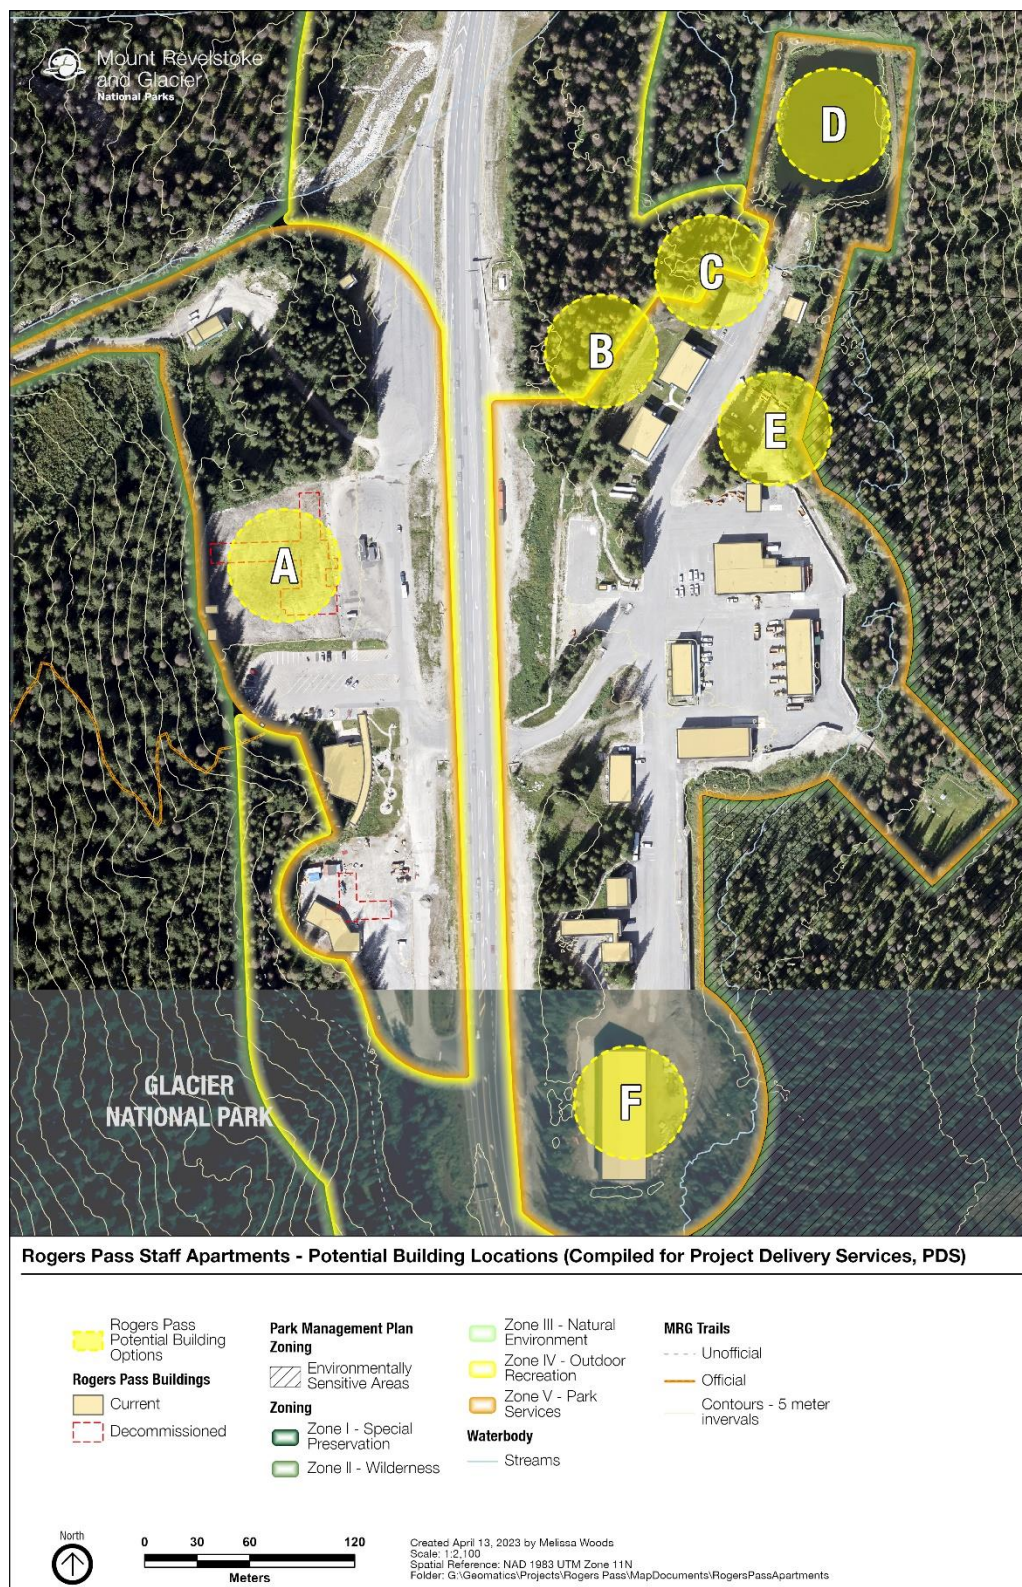 Mount Revelstoke
and Glacier
National Parks
D
C
B
E
A
F
GLACIER
NATIONAL PARK
Rogers Pass Staff Apartments - Potential Building Locations (Compiled for Project Delivery Services, PDS)
Rogers Pass
Potential Building
Options
Rogers Pass Buildings
Current
Decommissioned
Park Management Plan
Zoning
Environmentally
Sensitive Areas
Zoning
Zone I - Special
Preservation
Zone II - Wilderness
Zone III - Natural
Environment
Zone IV - Outdoor
Recreation
Zone V - Park
Services
Waterbody
Streams
MRG Trails
Unofficial
Official
Contours - 5 meter
invervals
North
0 30 60 120
Meters
Created April 13, 2023 by Melissa Woods
Scale: 1:2,100
Spatial Reference: NAD 1983 UTM Zone 11N
Folder: G:\Geomatics\Projects\Rogers Pass\MapDocuments\RogersPassApartments